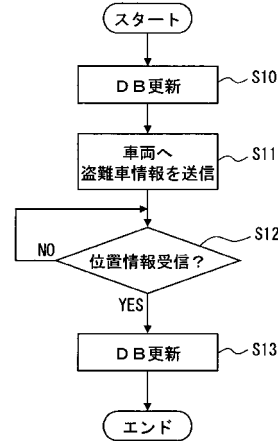 スタート
DB更新
S10
車両へ
盗難車情報を送信
S11
位置情報受信？
S12
NO
YES
DB更新
S13
エンド